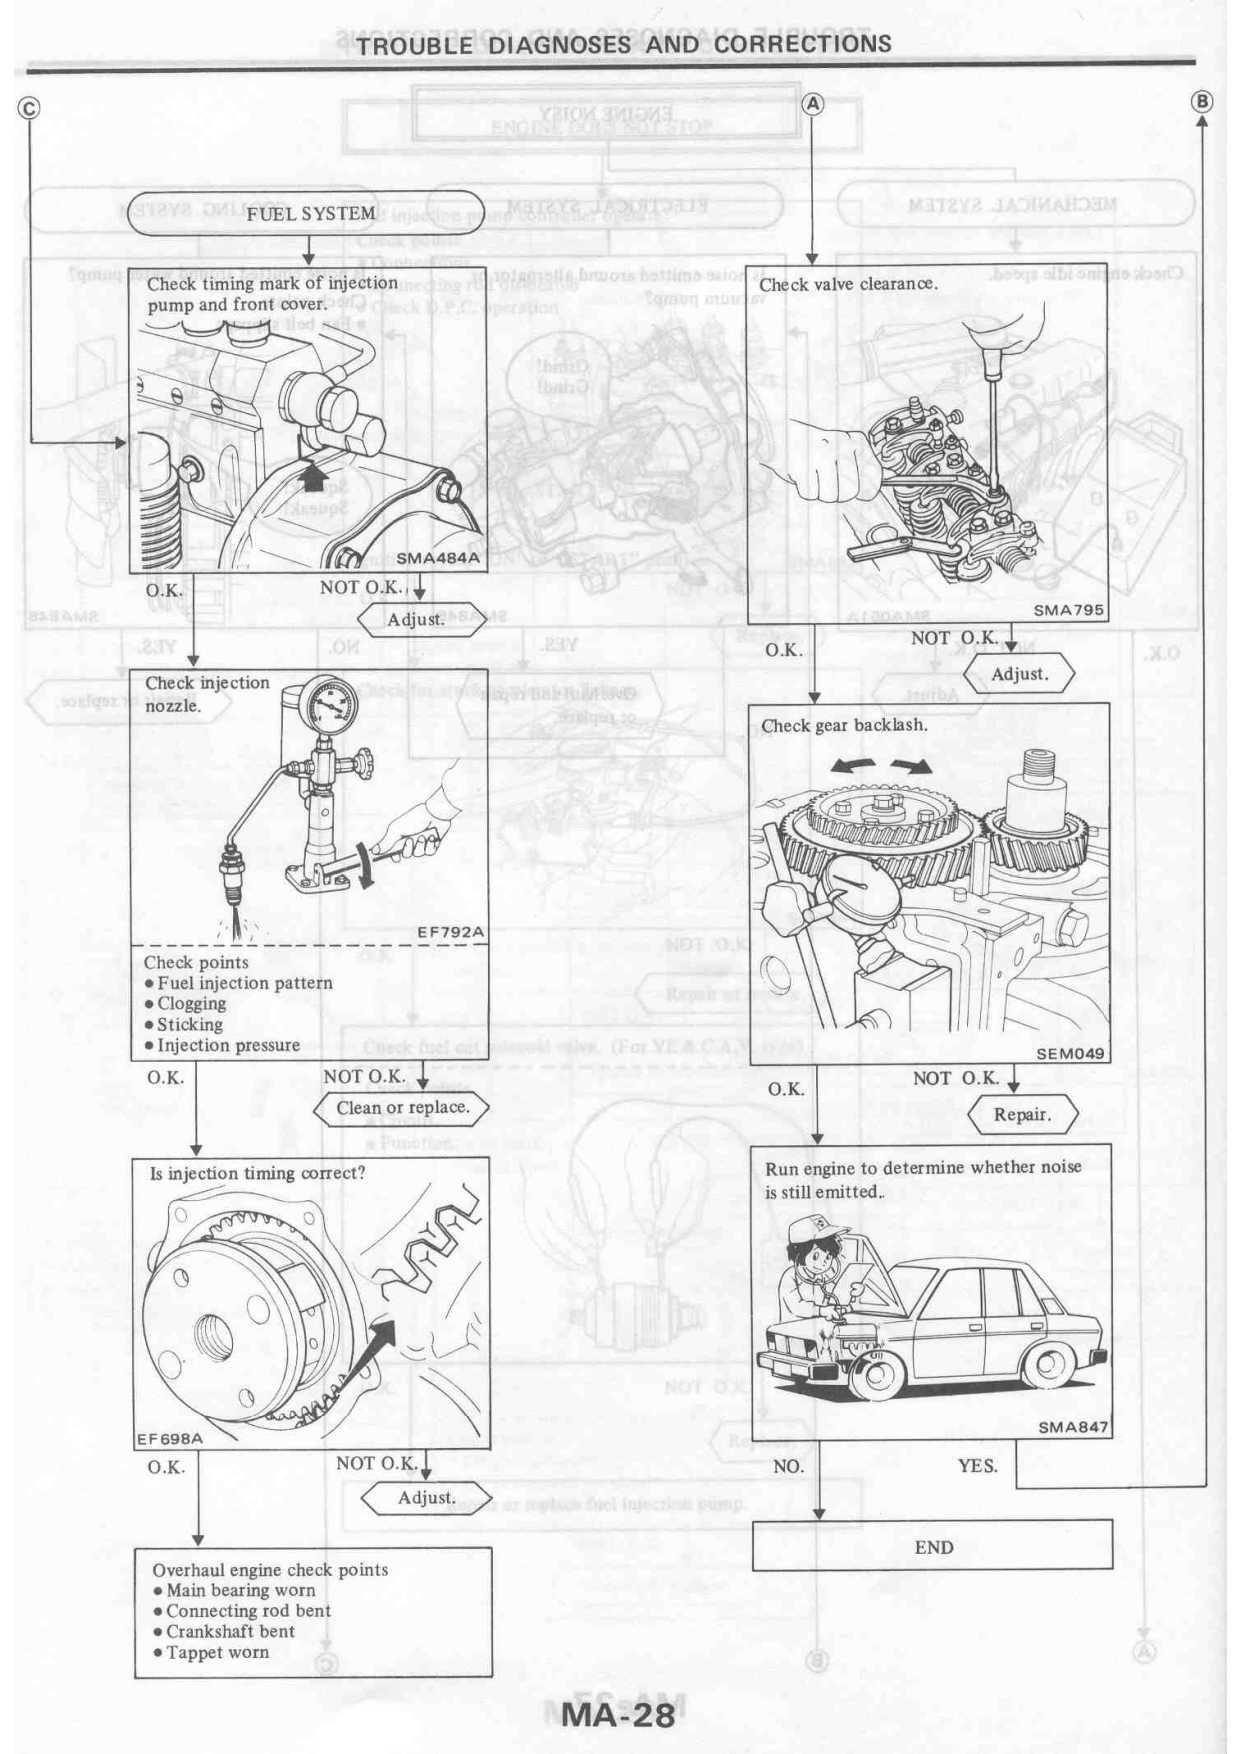 TROUBLE DIAGNOSES AND CORRECTIONS
C
FUEL SYSTEM
Check timing mark of injection
pump and front cover.
SMA484A
O.K.
NOT O.K.
Adjust.
Check injection
nozzle.
EF792A
Check points
● Fuel injection pattern
● Clogging
● Sticking
● Injection pressure
O.K.
NOT O.K.
Clean or replace.
Is injection timing correct?
EF698A
O.K.
NOT O.K.
Adjust.
Overhaul engine check points
● Main bearing worn
● Connecting rod bent
● Crankshaft bent
● Tappet worn
A
Check valve clearance.
SMA795
O.K.
NOT O.K.
Adjust.
Check gear backlash.
SEM049
O.K.
NOT O.K.
Repair.
Run engine to determine whether noise
is still emitted.
SMA847
NO.
YES.
END
B
MA-28